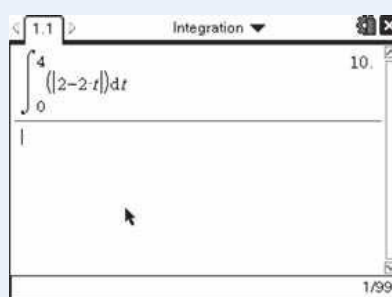 1.1 Integration
∫₀⁴ (|2−2·t|)dt 10.
1/99